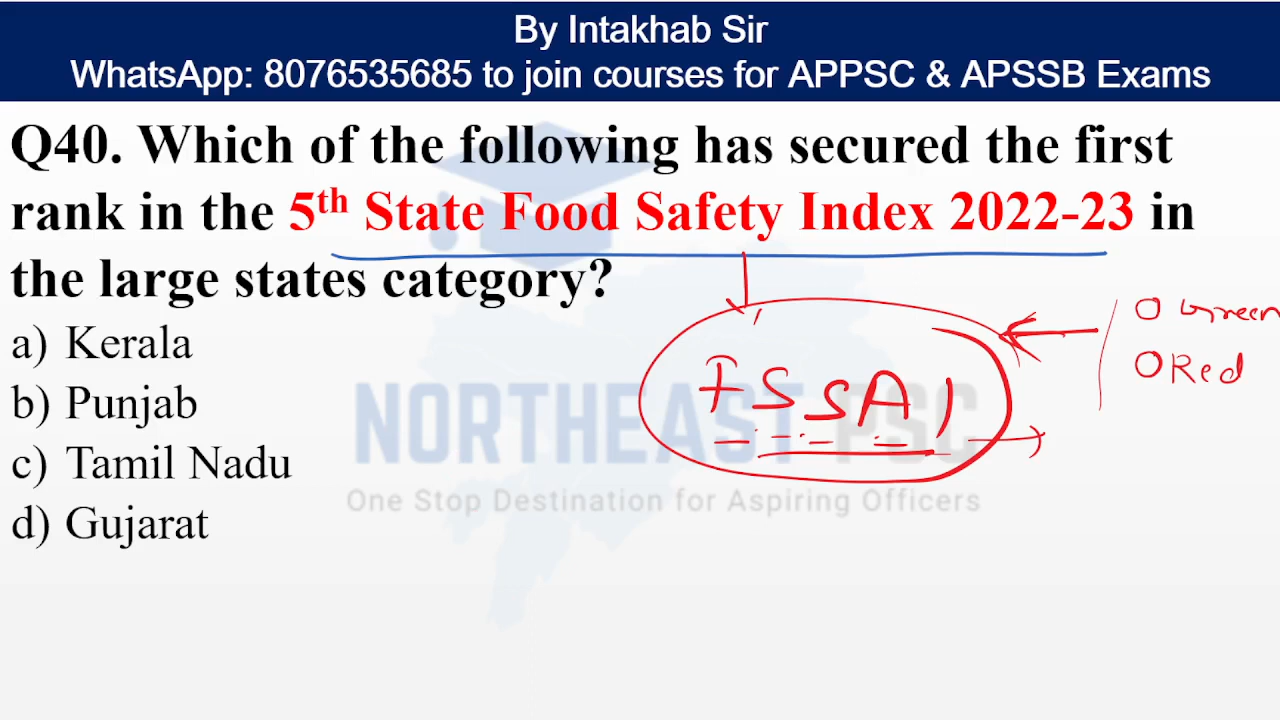 By Intakhab Sir
WhatsApp: 8076535685 to join courses for APPSC & APSSB Exams
Q40. Which of the following has secured the first
rank in the 5th State Food Safety Index 2022-23 in
the large states category?
a) Kerala
b) Punjab
c) Tamil Nadu
d) Gujarat
Green
Red
FSSAI
NORTHEAST PSC
One Stop Destination for Aspiring Officers